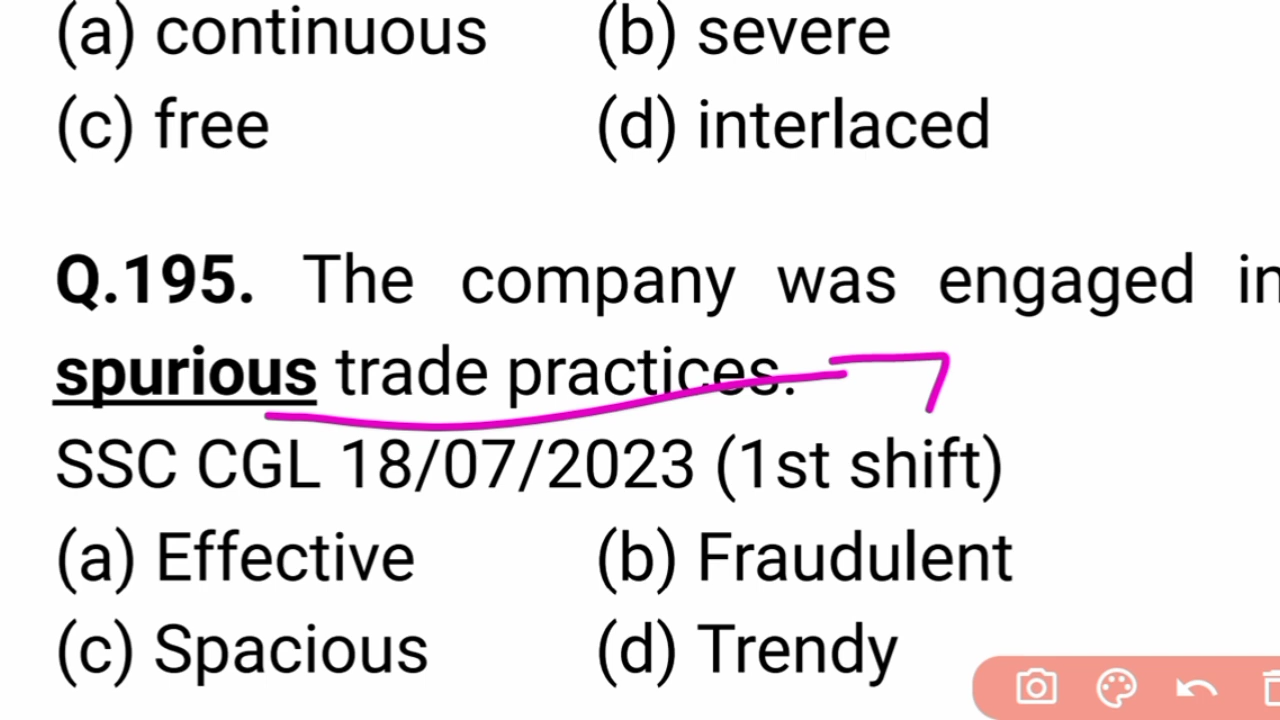 (a) continuous (b) severe
(c) free (d) interlaced
Q.195. The company was engaged in
spurious trade practices.
SSC CGL 18/07/2023 (1st shift)
(a) Effective (b) Fraudulent
(c) Spacious (d) Trendy